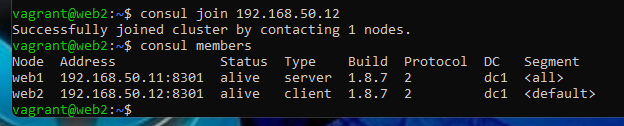 vagrant@web2:~$ consul join 192.168.50.12
Successfully joined cluster by contacting 1 nodes.
vagrant@web2:~$ consul members
Node  Address             Status  Type    Build  Protocol  DC   Segment
web1  192.168.50.11:8301  alive   server  1.8.7  2         dc1  <all>
web2  192.168.50.12:8301  alive   client  1.8.7  2         dc1  <default>
vagrant@web2:~$